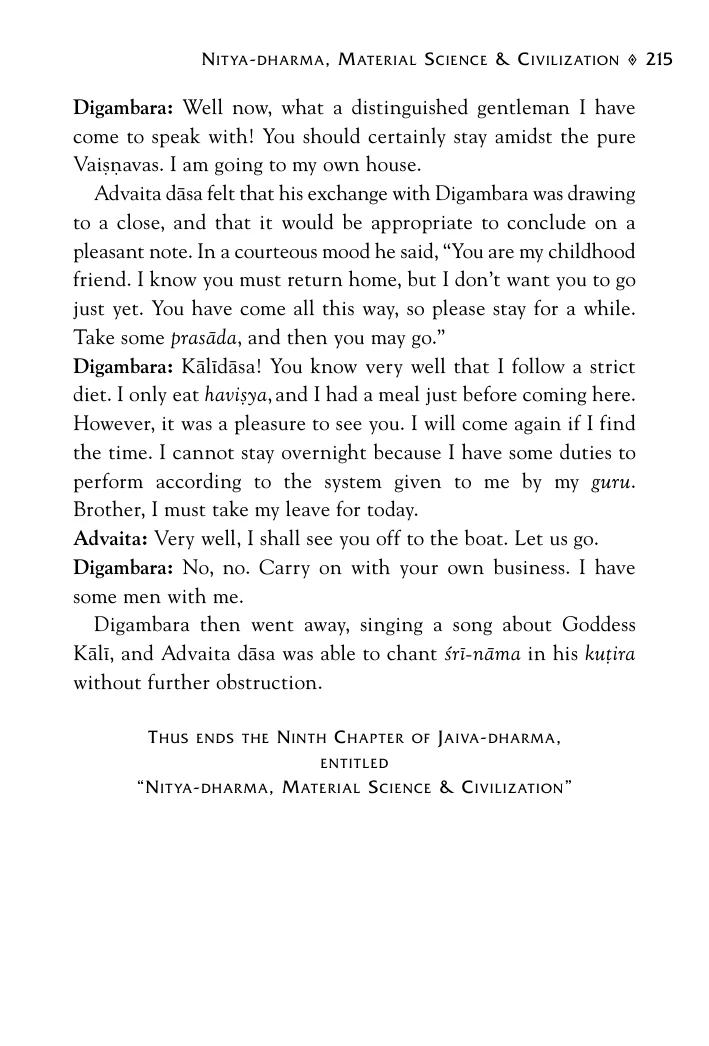 NITYA-DHARMA, MATERIAL SCIENCE & CIVILIZATION ◊ 215
Digambara: Well now, what a distinguished gentleman I have
come to speak with! You should certainly stay amidst the pure
Vaiṣṇavas. I am going to my own house.
Advaita dāsa felt that his exchange with Digambara was drawing
to a close, and that it would be appropriate to conclude on a
pleasant note. In a courteous mood he said, “You are my childhood
friend. I know you must return home, but I don’t want you to go
just yet. You have come all this way, so please stay for a while.
Take some prasāda, and then you may go.”
Digambara: Kālīdāsa! You know very well that I follow a strict
diet. I only eat haviṣya, and I had a meal just before coming here.
However, it was a pleasure to see you. I will come again if I find
the time. I cannot stay overnight because I have some duties to
perform according to the system given to me by my guru.
Brother, I must take my leave for today.
Advaita: Very well, I shall see you off to the boat. Let us go.
Digambara: No, no. Carry on with your own business. I have
some men with me.
Digambara then went away, singing a song about Goddess
Kālī, and Advaita dāsa was able to chant śrī-nāma in his kuṭira
without further obstruction.
THUS ENDS THE NINTH CHAPTER OF JAIVA-DHARMA,
ENTITLED
“NITYA-DHARMA, MATERIAL SCIENCE & CIVILIZATION”